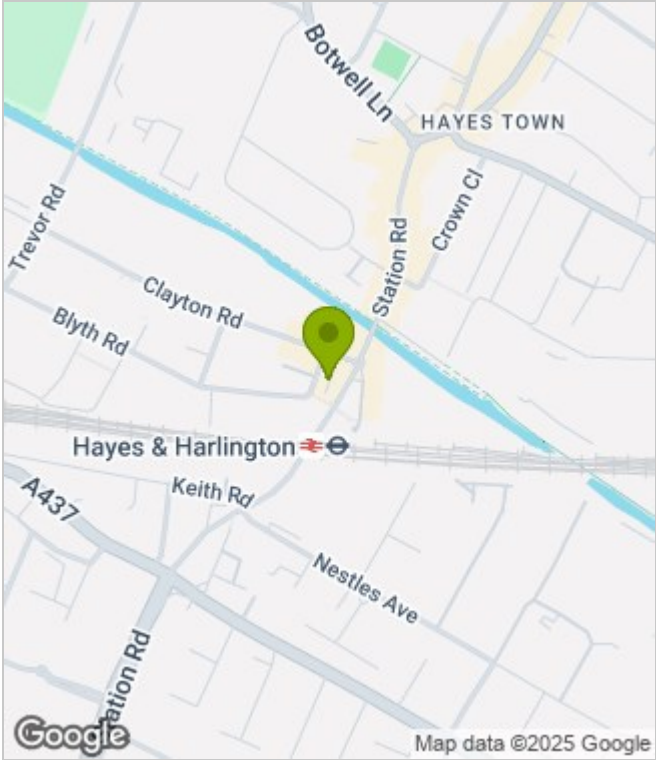 Botwell Ln
HAYES TOWN
Crown Cl
Trevor Rd
Station Rd
Clayton Rd
Blyth Rd
Hayes & Harlington
A437
Keith Rd
Nestles Ave
Station Rd
Google
Map data ©2025 Google